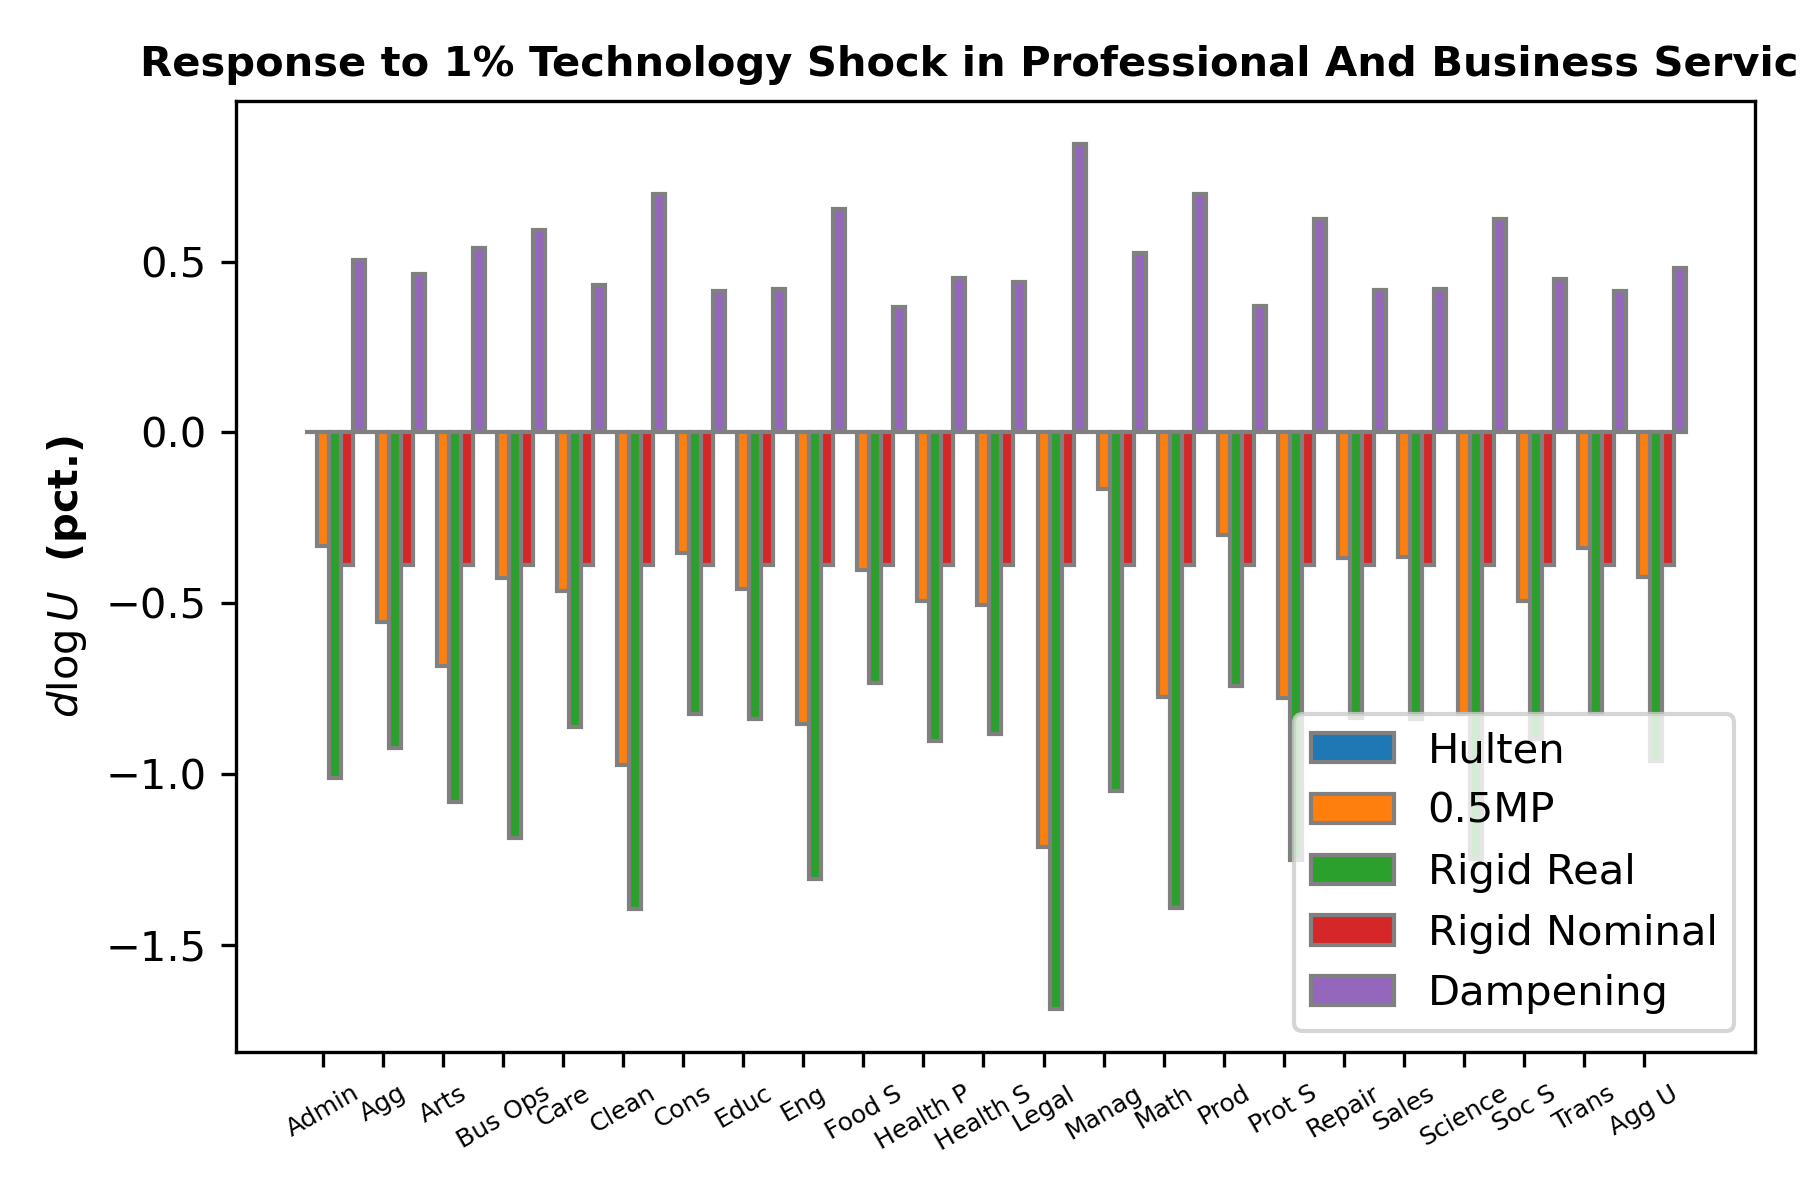 Response to 1% Technology Shock in Professional And Business Servic
d log U (pct.)
0.5
0.0
−0.5
−1.0
−1.5
Hulten
0.5MP
Rigid Real
Rigid Nominal
Dampening
Admin Agg Arts Bus Ops Care Clean Cons Educ Eng Food S Health P Health S Legal Manag Math Prod Prot S Repair Sales Science Soc S Trans Agg U